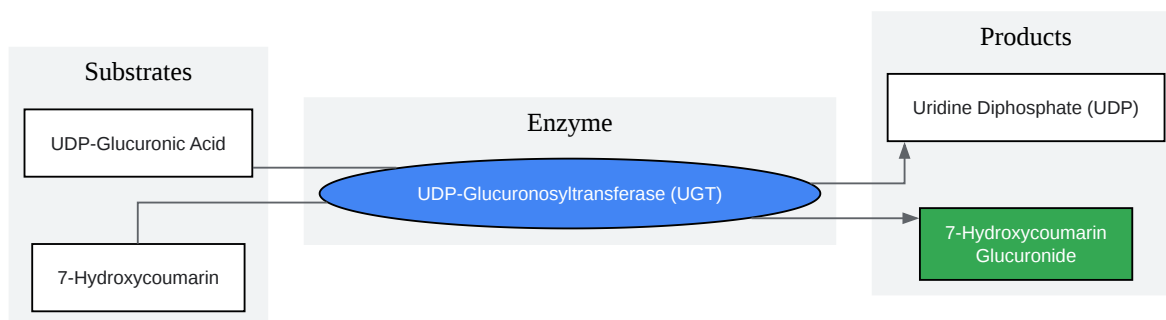 Substrates
UDP-Glucuronic Acid
7-Hydroxycoumarin
Enzyme
UDP-Glucuronosyltransferase (UGT)
Products
Uridine Diphosphate (UDP)
7-Hydroxycoumarin
Glucuronide